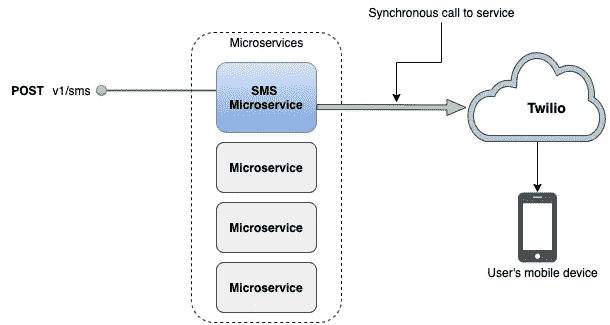 Synchronous call to service
Microservices
POST v1/sms
SMS
Microservice
Twilio
Microservice
Microservice
Microservice
User's mobile device